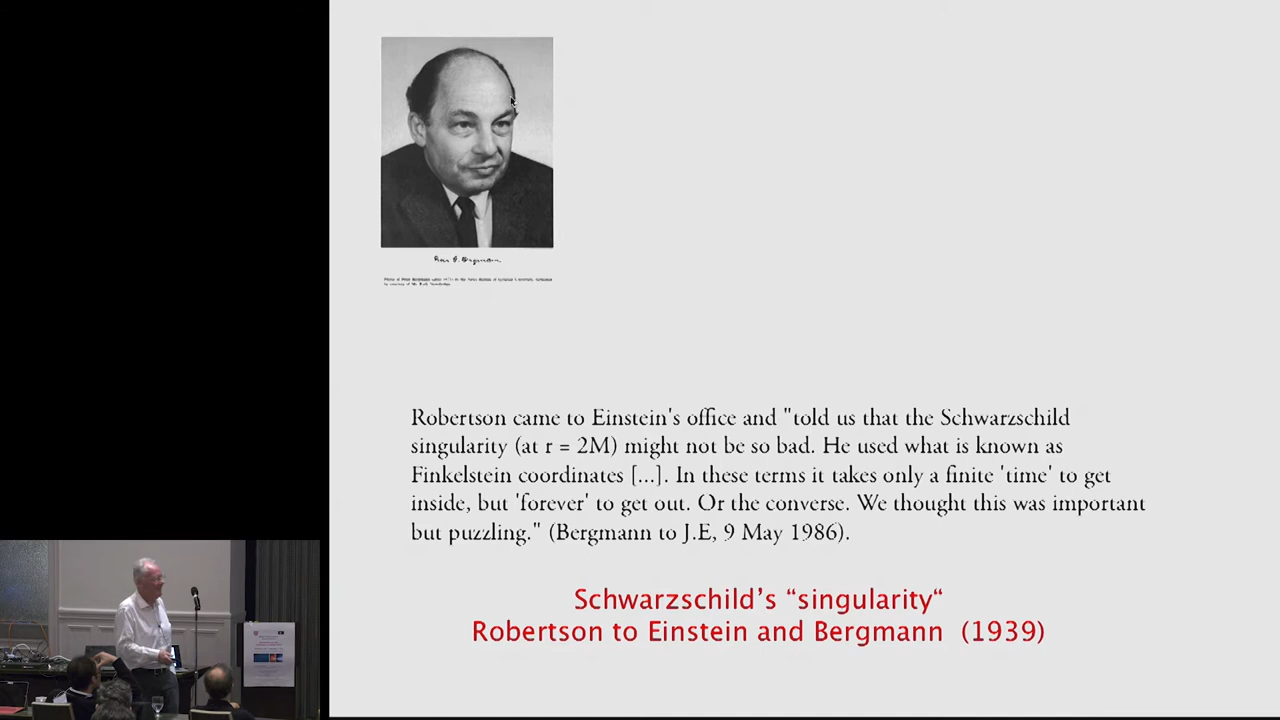 Robertson came to Einstein's office and "told us that the Schwarzschild
singularity (at r = 2M) might not be so bad. He used what is known as
Finkelstein coordinates [...]. In these terms it takes only a finite 'time' to get
inside, but 'forever' to get out. Or the converse. We thought this was important
but puzzling." (Bergmann to J.E, 9 May 1986).
Schwarzschild’s “singularity“
Robertson to Einstein and Bergmann (1939)